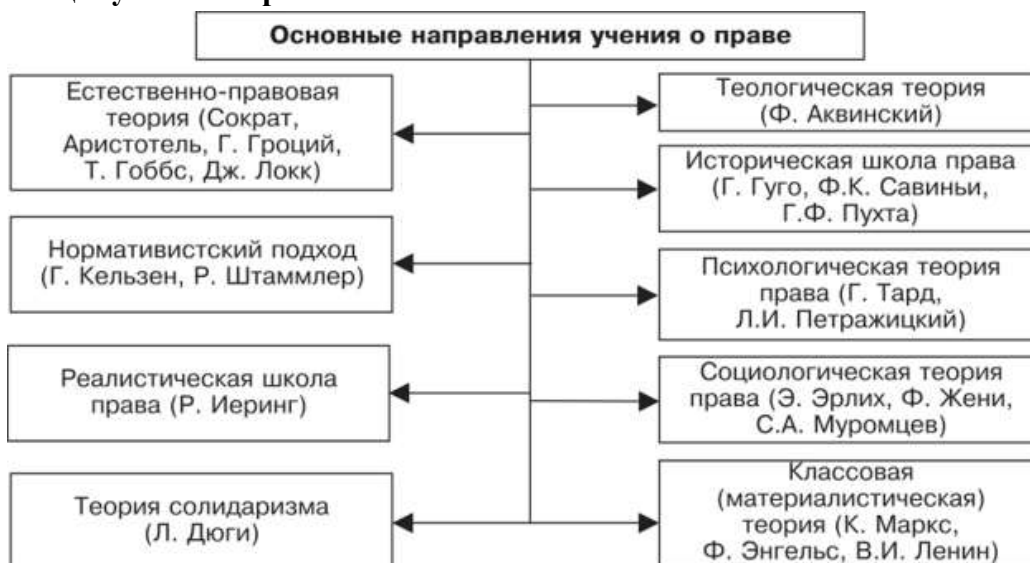 Основные направления учения о праве
Естественно-правовая
теория (Сократ,
Аристотель, Г. Гроций,
Т. Гоббс, Дж. Локк)
Нормативистский подход
(Г. Кельзен, Р. Штаммлер)
Реалистическая школа
права (Р. Иеринг)
Теория солидаризма
(Л. Дюги)
Теологическая теория
(Ф. Аквинский)
Историческая школа права
(Г. Гуго, Ф.К. Савиньи,
Г.Ф. Пухта)
Психологическая теория
права (Г. Тард,
Л.И. Петражицкий)
Социологическая теория
права (Э. Эрлих, Ф. Жени,
С.А. Муромцев)
Классовая
(материалистическая)
теория (К. Маркс,
Ф. Энгельс, В.И. Ленин)